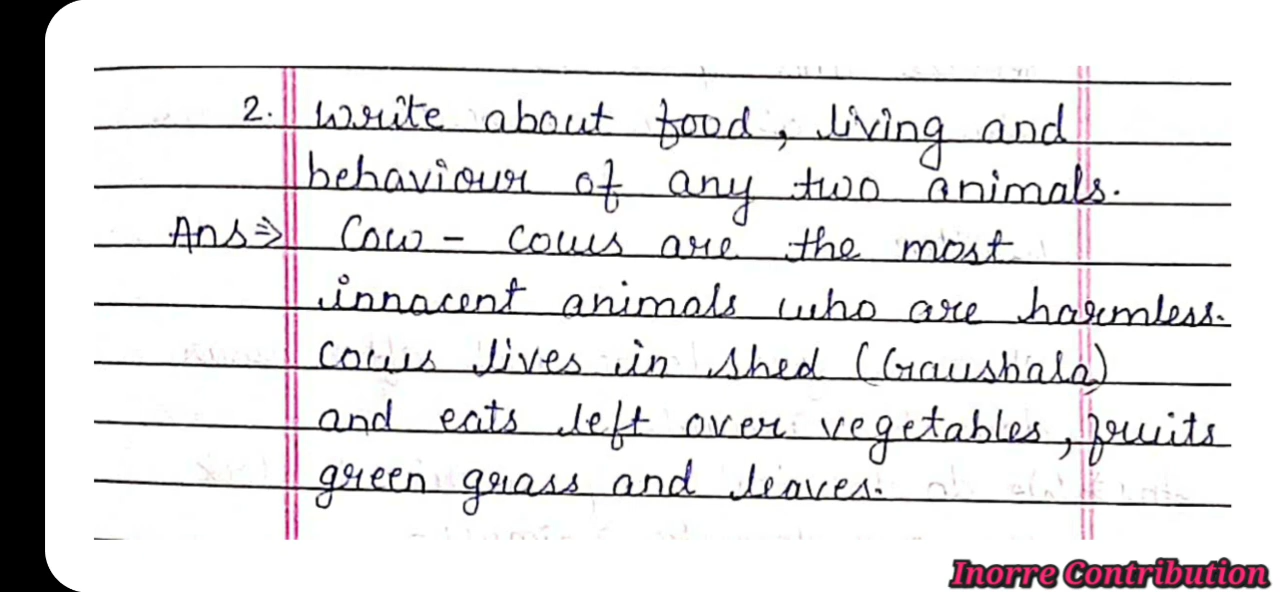 2. Write about food, living and
behaviour of any two animals.
Ans⇒ Cow - cows are the most
innacent animals who are harmless.
cows lives in shed (Gaushala)
and eats left over vegetables, fruits
green grass and leaves.
Inorre Contribution